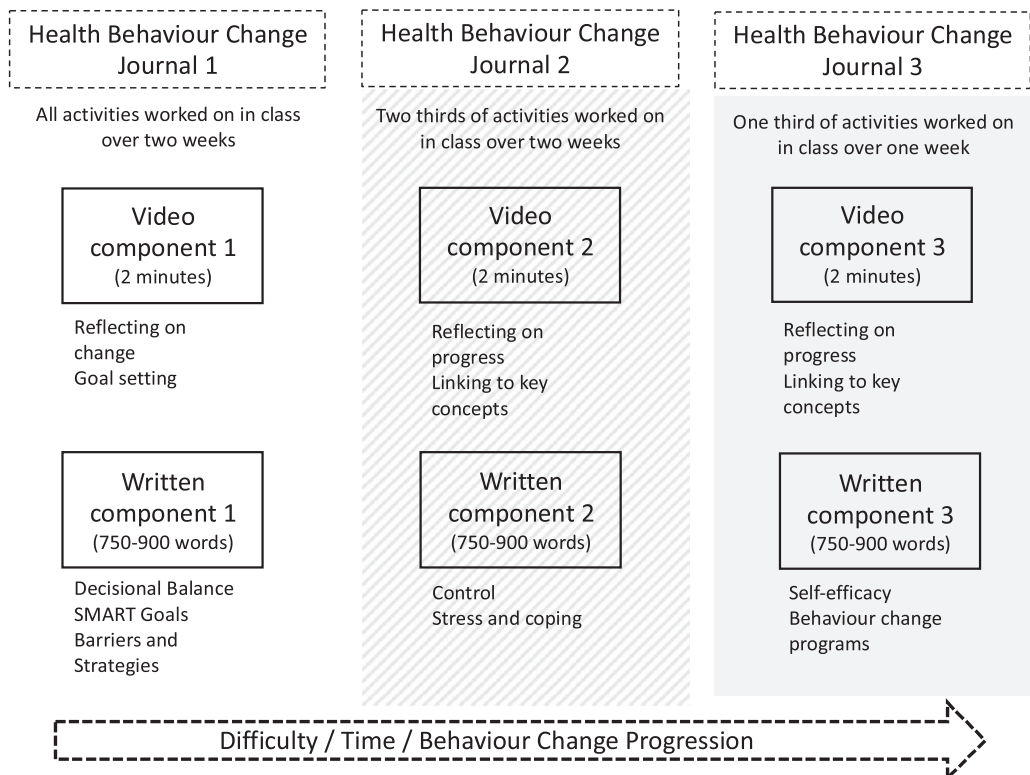 Health Behaviour Change
Journal 1
All activities worked on in class
over two weeks
Video
component 1
(2 minutes)
Reflecting on
change
Goal setting
Written
component 1
(750-900 words)
Decisional Balance
SMART Goals
Barriers and
Strategies
Health Behaviour Change
Journal 2
Two thirds of activities worked on
in class over two weeks
Video
component 2
(2 minutes)
Reflecting on
progress
Linking to key
concepts
Written
component 2
(750-900 words)
Control
Stress and coping
Health Behaviour Change
Journal 3
One third of activities worked on
in class over one week
Video
component 3
(2 minutes)
Reflecting on
progress
Linking to key
concepts
Written
component 3
(750-900 words)
Self-efficacy
Behaviour change
programs
Difficulty / Time / Behaviour Change Progression